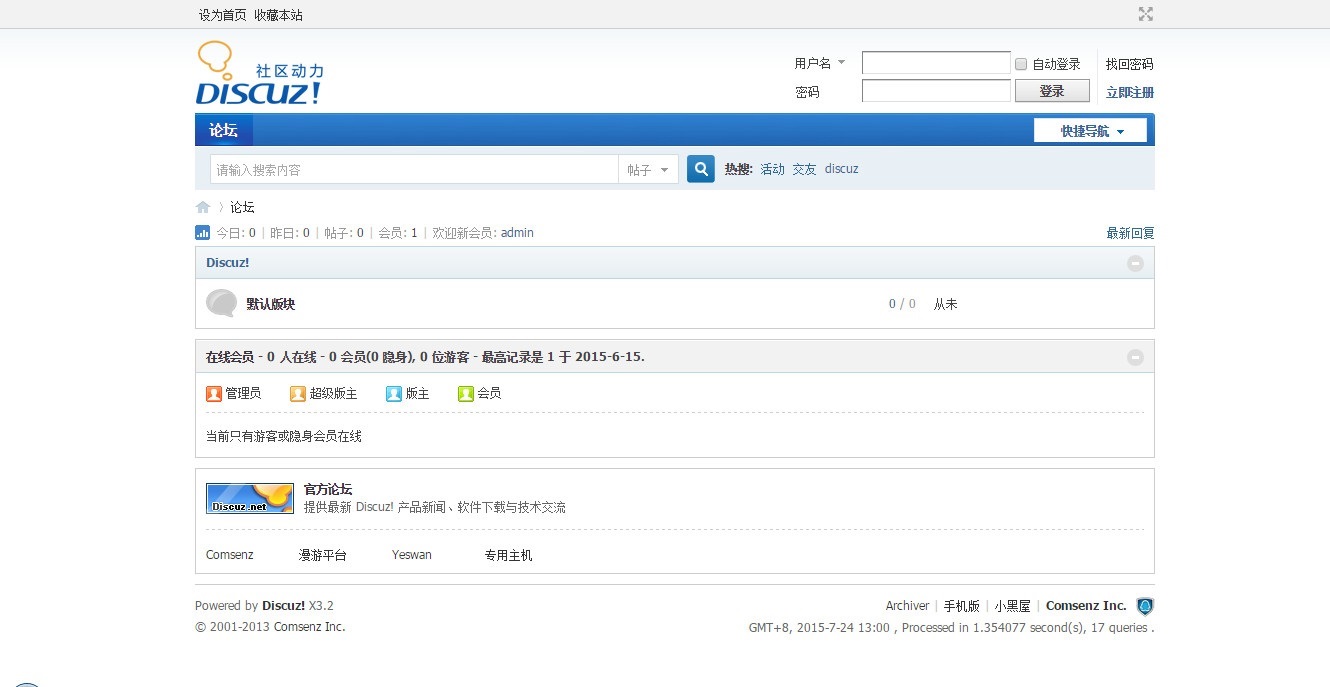 设为首页 收藏本站
社区动力
DISCUZ!
用户名 自动登录 找回密码
密码 登录 立即注册
论坛 快捷导航
请输入搜索内容 帖子 热搜: 活动 交友 discuz
论坛
今日: 0 | 昨日: 0 | 帖子: 0 | 会员: 1 | 欢迎新会员: admin 最新回复
Discuz!
默认版块 0 / 0 从未
在线会员 - 0 人在线 - 0 会员(0 隐身), 0 位游客 - 最高记录是 1 于 2015-6-15.
管理员 超级版主 版主 会员
当前只有游客或隐身会员在线
Discuz.net
官方论坛
提供最新 Discuz! 产品新闻、软件下载与技术交流
Comsenz 漫游平台 Yeswan 专用主机
Powered by Discuz! X3.2 Archiver | 手机版 | 小黑屋 | Comsenz Inc.
© 2001-2013 Comsenz Inc. GMT+8, 2015-7-24 13:00 , Processed in 1.354077 second(s), 17 queries .